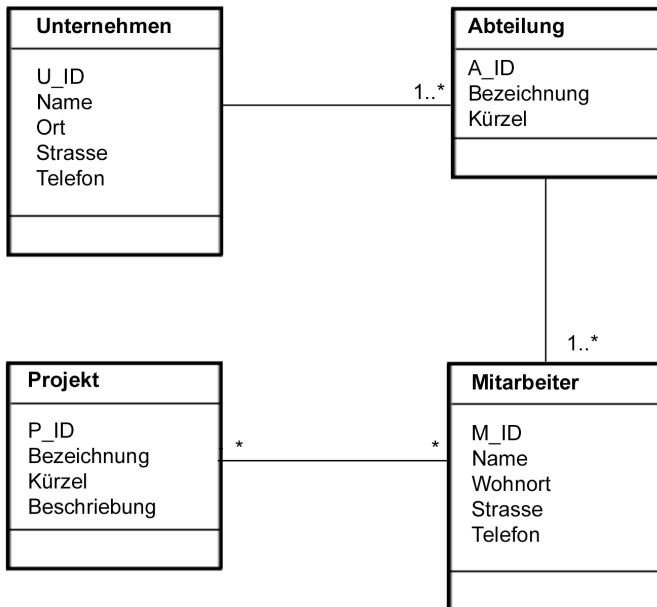 Unternehmen
U_ID
Name
Ort
Strasse
Telefon
1..*
Abteilung
A_ID
Bezeichnung
Kürzel
1..*
Projekt
P_ID
Bezeichnung
Kürzel
Beschriebung
*
*
Mitarbeiter
M_ID
Name
Wohnort
Strasse
Telefon